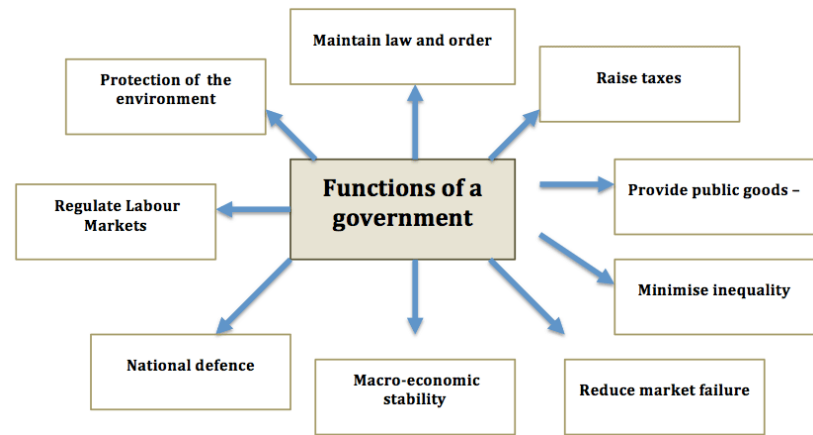 Maintain law and order
Protection of the
environment
Raise taxes
Functions of a
government
Provide public goods –
Regulate Labour
Markets
Minimise inequality
National defence
Macro-economic
stability
Reduce market failure